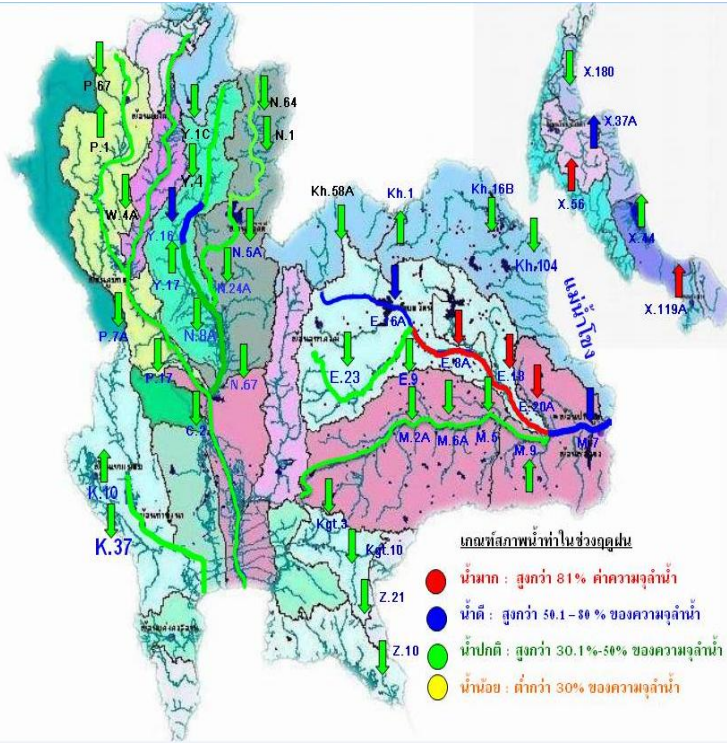 X.180
P.67
N.64
X.37A
Y.1C
N.1
P.1
Y.4
Kh.58A
Kh.1
Kh.16B
X.56
W.4A
Y.16
X.44
N.5A
Kh.104
Y.17
N.24A
แม่น้ำโขง
X.119A
P.7A
N.8A
E.16A
E.8A
E.18
P.17
N.67
E.23
E.9
E.20A
C.2
M.2A
M.6A
M.5
M.9
M.7
K.10
K.37
Kgt.3
Kgt.10
Z.21
Z.10
เกณฑ์สภาพน้ำท่าในช่วงฤดูฝน
น้ำมาก : สูงกว่า 81% ค่าความจุลำน้ำ
น้ำดี : สูงกว่า 50.1-80 % ของความจุลำน้ำ
น้ำปกติ : สูงกว่า 30.1%-50% ของความจุลำน้ำ
น้ำน้อย : ต่ำกว่า 30% ของความจุลำน้ำ